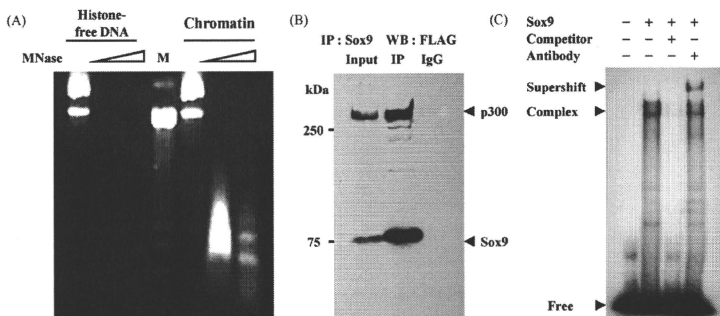 (A)
Histone-
free DNA
Chromatin
MNase
M
(B)
IP : Sox9 WB : FLAG
Input IP IgG
kDa
p300
250
75
Sox9
(C)
Sox9 − + + +
Competitor − − + −
Antibody − − − +
Supershift
Complex
Free